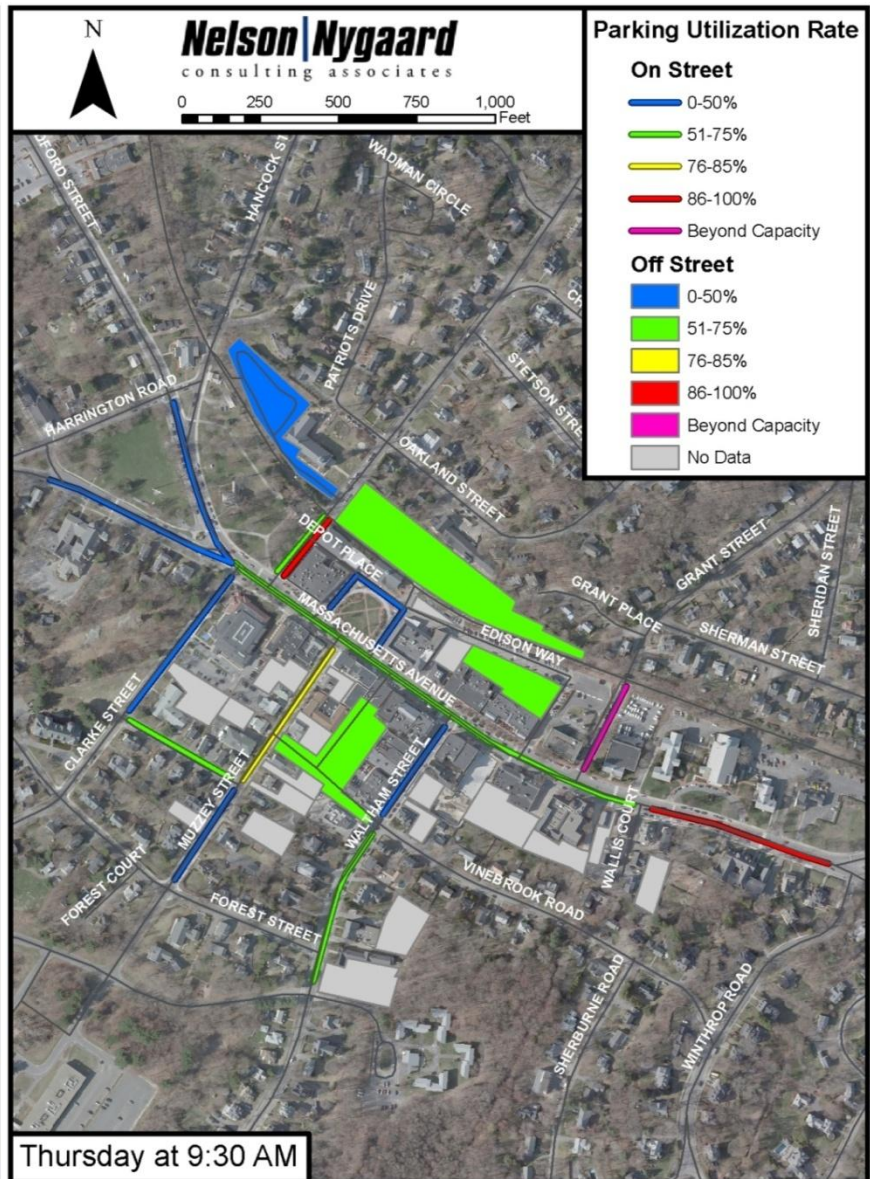 N
Nelson|Nygaard
consulting associates
0 250 500 750 1,000
Feet
Parking Utilization Rate
On Street
0-50%
51-75%
76-85%
86-100%
Beyond Capacity
Off Street
0-50%
51-75%
76-85%
86-100%
Beyond Capacity
No Data
DFORD STREET
HANCOCK ST
WADMAN CIRCLE
PATRIOTS DRIVE
CH
STETSON STREE
HARRINGTON ROAD
OAKLAND STREET
DEPOT PLACE
GRANT STREET
SHERIDAN STREET
GRANT PLACE
MASSACHUSETTS AVENUE
EDISON WAY
SHERMAN STREET
CLARKE STREET
MUZZEY STREET
WALTHAM STREET
WALLIS COURT
FOREST COURT
FOREST STREET
VINEBROOK ROAD
SHERBURNE ROAD
WINTHROP ROAD
Thursday at 9:30 AM